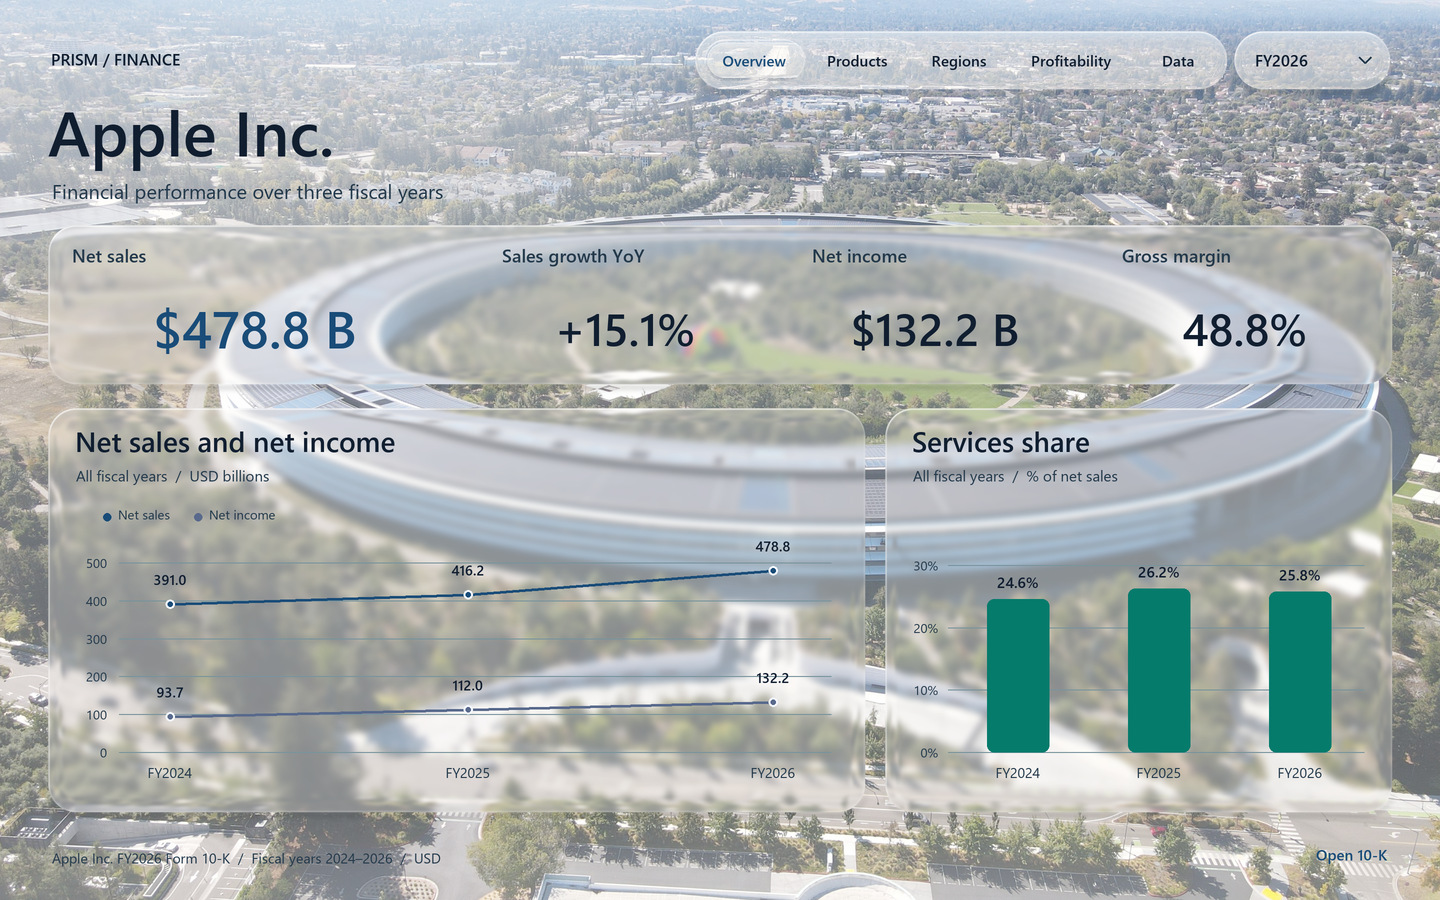 PRISM / FINANCE
Overview Products Regions Profitability Data FY2026
Apple Inc.
Financial performance over three fiscal years
Net sales Sales growth YoY Net income Gross margin
$478.8 B +15.1% $132.2 B 48.8%
Net sales and net income
All fiscal years / USD billions
Net sales Net income
500
400
300
200
100
0
391.0 416.2 478.8
93.7 112.0 132.2
FY2024 FY2025 FY2026
Services share
All fiscal years / % of net sales
30%
20%
10%
0%
24.6% 26.2% 25.8%
FY2024 FY2025 FY2026
Apple Inc. FY2026 Form 10-K / Fiscal years 2024–2026 / USD
Open 10-K